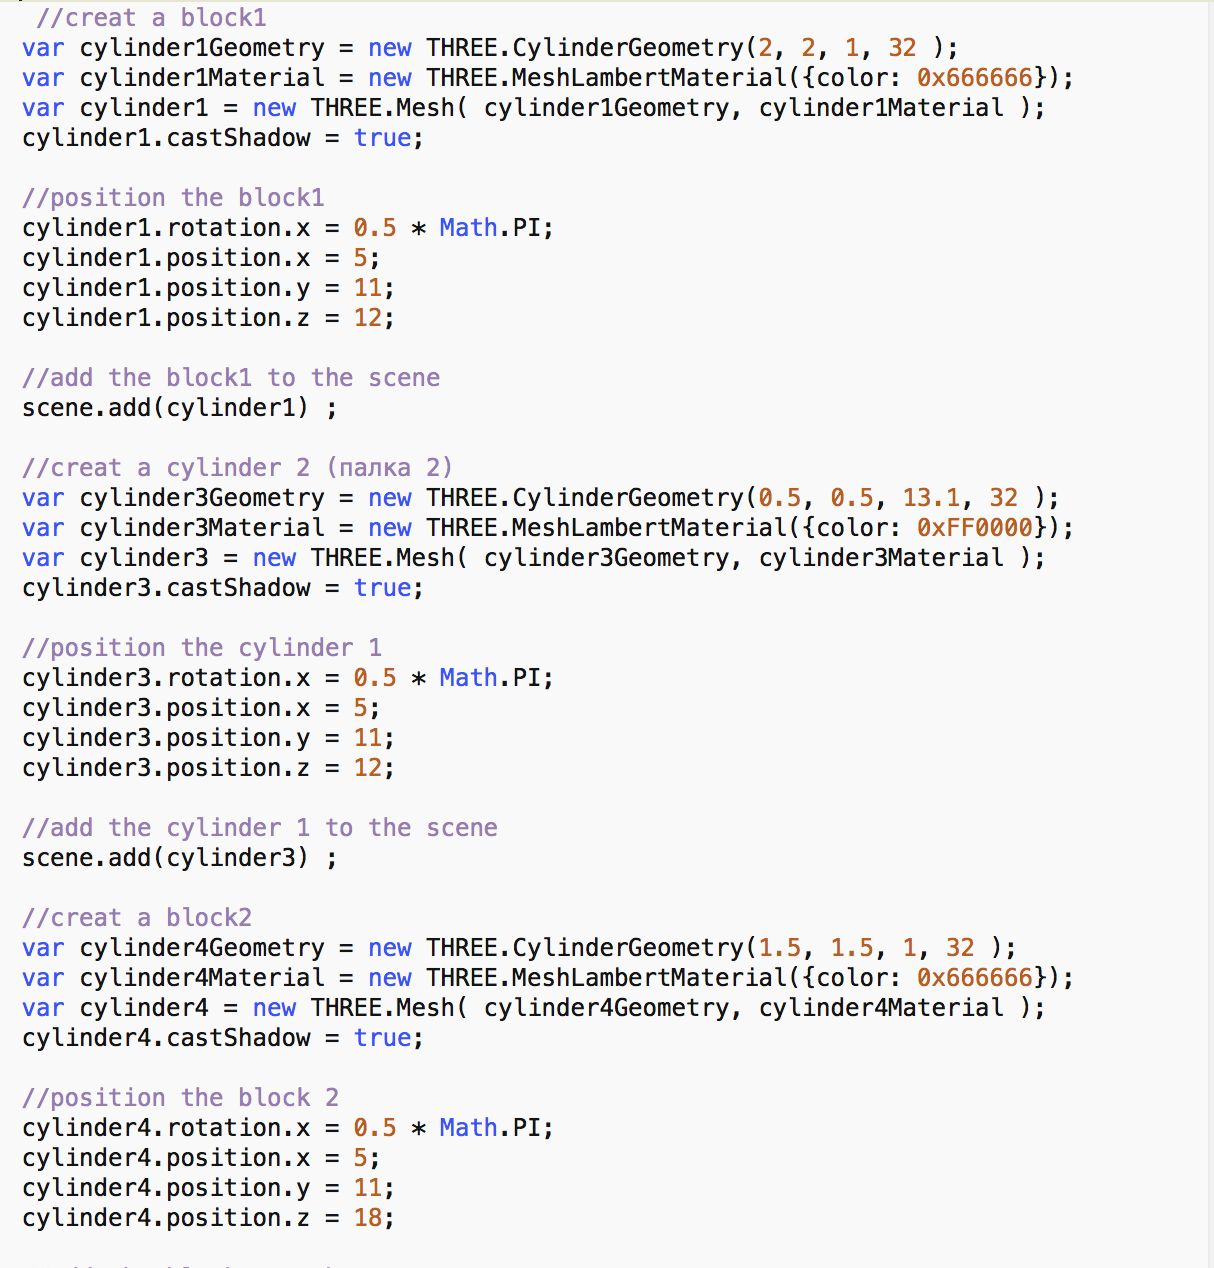 //creat a block1
var cylinder1Geometry = new THREE.CylinderGeometry(2, 2, 1, 32 );
var cylinder1Material = new THREE.MeshLambertMaterial({color: 0x666666});
var cylinder1 = new THREE.Mesh( cylinder1Geometry, cylinder1Material );
cylinder1.castShadow = true;

//position the block1
cylinder1.rotation.x = 0.5 * Math.PI;
cylinder1.position.x = 5;
cylinder1.position.y = 11;
cylinder1.position.z = 12;

//add the block1 to the scene
scene.add(cylinder1) ;

//creat a cylinder 2 (палка 2)
var cylinder3Geometry = new THREE.CylinderGeometry(0.5, 0.5, 13.1, 32 );
var cylinder3Material = new THREE.MeshLambertMaterial({color: 0xFF0000});
var cylinder3 = new THREE.Mesh( cylinder3Geometry, cylinder3Material );
cylinder3.castShadow = true;

//position the cylinder 1
cylinder3.rotation.x = 0.5 * Math.PI;
cylinder3.position.x = 5;
cylinder3.position.y = 11;
cylinder3.position.z = 12;

//add the cylinder 1 to the scene
scene.add(cylinder3) ;

//creat a block2
var cylinder4Geometry = new THREE.CylinderGeometry(1.5, 1.5, 1, 32 );
var cylinder4Material = new THREE.MeshLambertMaterial({color: 0x666666});
var cylinder4 = new THREE.Mesh( cylinder4Geometry, cylinder4Material );
cylinder4.castShadow = true;

//position the block 2
cylinder4.rotation.x = 0.5 * Math.PI;
cylinder4.position.x = 5;
cylinder4.position.y = 11;
cylinder4.position.z = 18;